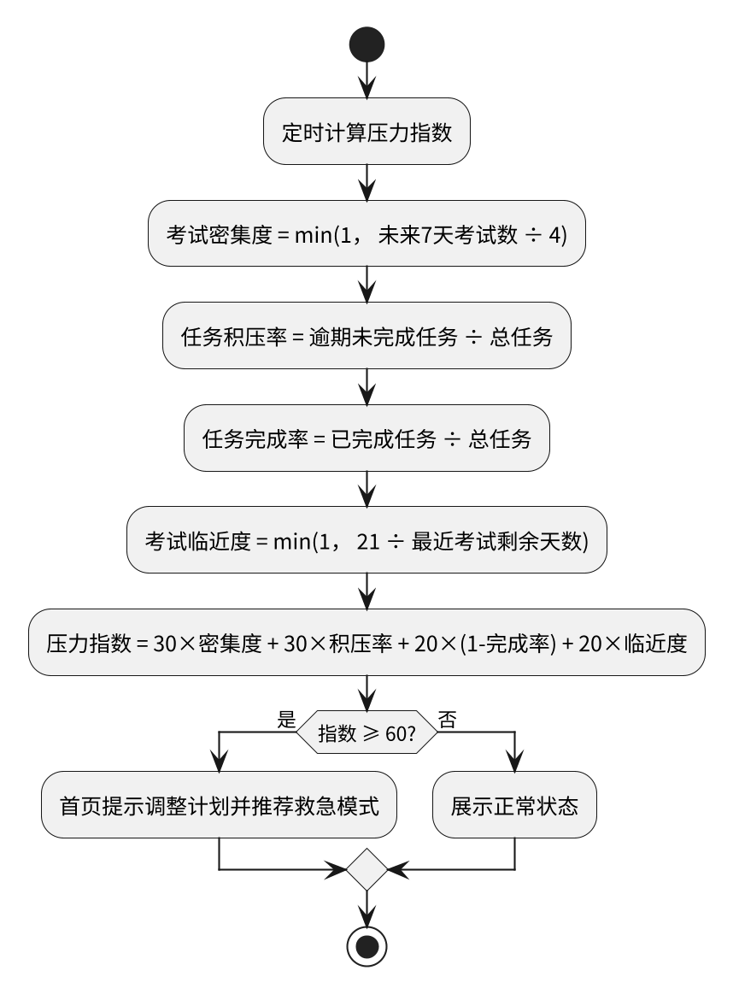 定时计算压力指数
考试密集度 = min(1， 未来7天考试数 ÷ 4)
任务积压率 = 逾期未完成任务 ÷ 总任务
任务完成率 = 已完成任务 ÷ 总任务
考试临近度 = min(1， 21 ÷ 最近考试剩余天数)
压力指数 = 30×密集度 + 30×积压率 + 20×(1-完成率) + 20×临近度
是
指数 ≥ 60?
否
首页提示调整计划并推荐救急模式
展示正常状态